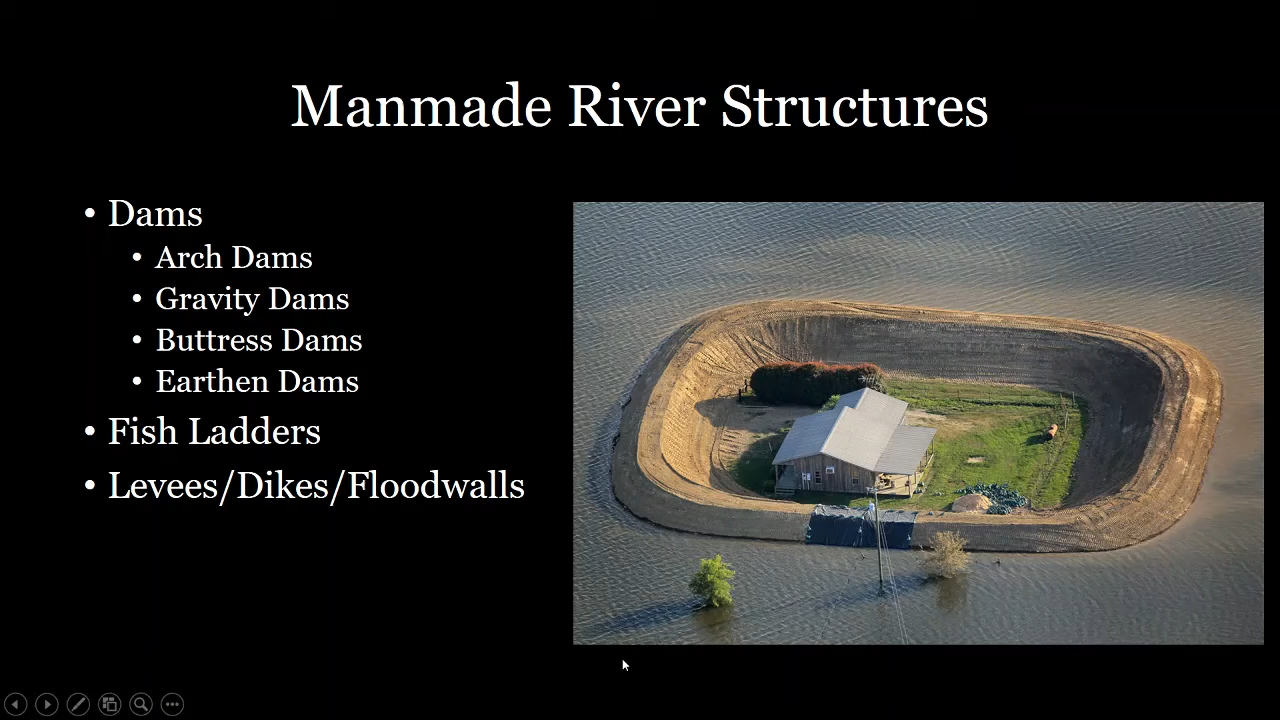 Manmade River Structures
• Dams
• Arch Dams
• Gravity Dams
• Buttress Dams
• Earthen Dams
• Fish Ladders
• Levees/Dikes/Floodwalls